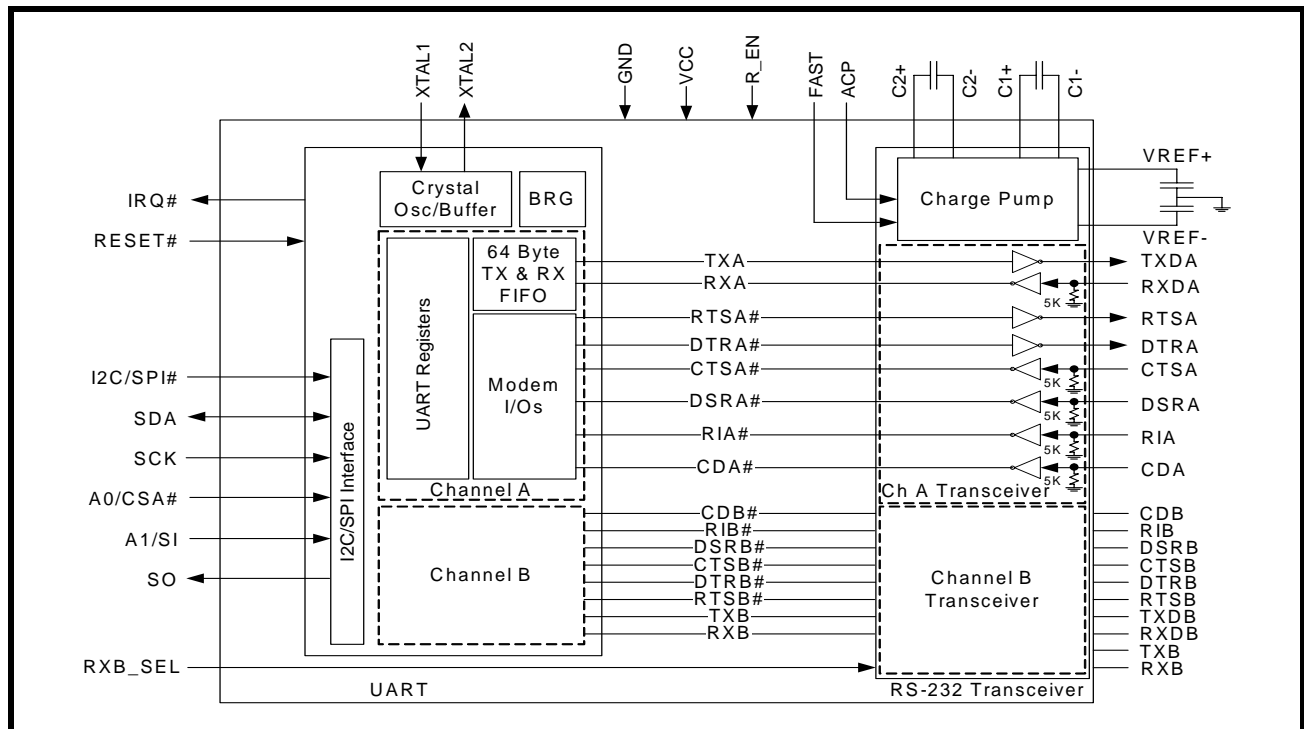 XTAL1
XTAL2
GND
VCC
R_EN
FAST
ACP
C2+
C2-
C1+
C1-
IRQ#
RESET#
I2C/SPI#
SDA
SCK
A0/CSA#
A1/SI
SO
RXB_SEL
I2C/SPI Interface
Crystal
Osc/Buffer
BRG
UART Registers
64 Byte
TX & RX
FIFO
Modem
I/Os
Channel A
Channel B
UART
TXA
RXA
RTSA#
DTRA#
CTSA#
DSRA#
RIA#
CDA#
CDB#
RIB#
DSRB#
CTSB#
DTRB#
RTSB#
TXB
RXB
Charge Pump
5K
5K
5K
5K
5K
Ch A Transceiver
Channel B
Transceiver
RS-232 Transceiver
VREF+
VREF-
TXDA
RXDA
RTSA
DTRA
CTSA
DSRA
RIA
CDA
CDB
RIB
DSRB
CTSB
DTRB
RTSB
TXDB
RXDB
TXB
RXB